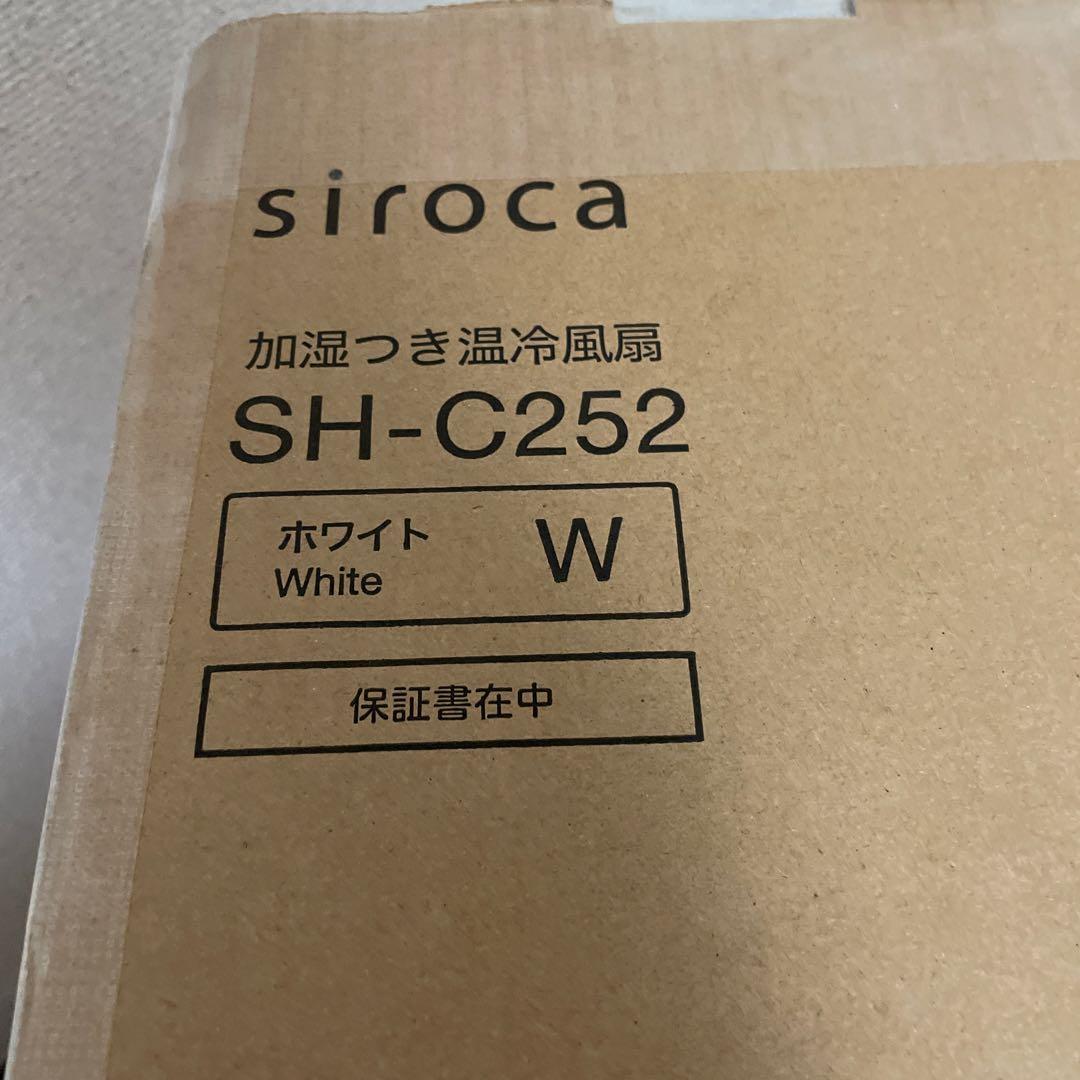 siroca
加湿つき温冷風扇
SH-C252
ホワイト
White
W
保証書在中